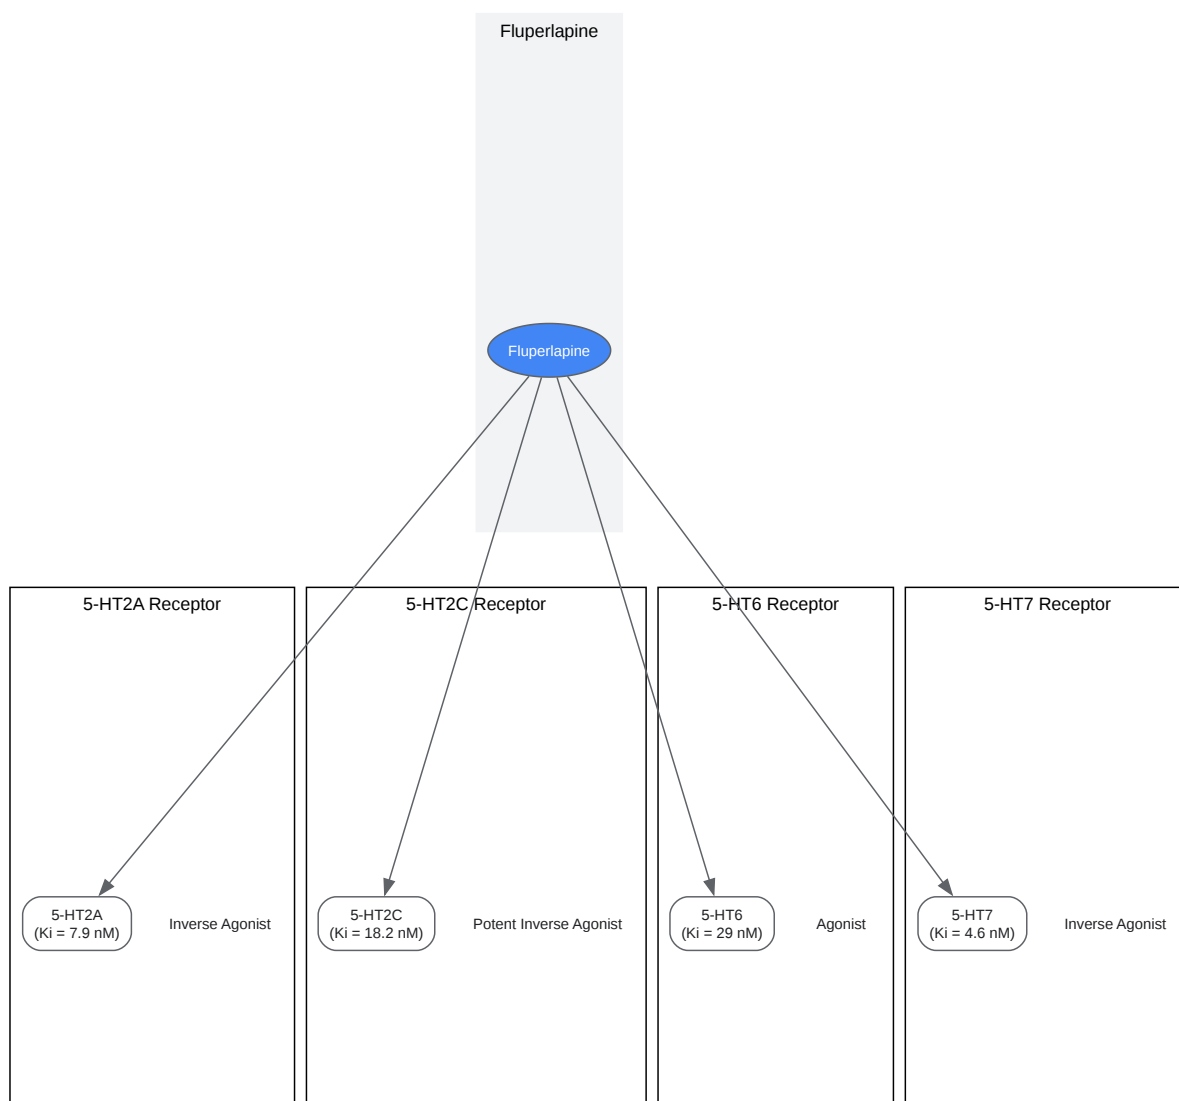 Fluperlapine
Fluperlapine
5-HT2A Receptor
5-HT2C Receptor
5-HT6 Receptor
5-HT7 Receptor
5-HT2A
(Ki = 7.9 nM)
Inverse Agonist
5-HT2C
(Ki = 18.2 nM)
Potent Inverse Agonist
5-HT6
(Ki = 29 nM)
Agonist
5-HT7
(Ki = 4.6 nM)
Inverse Agonist